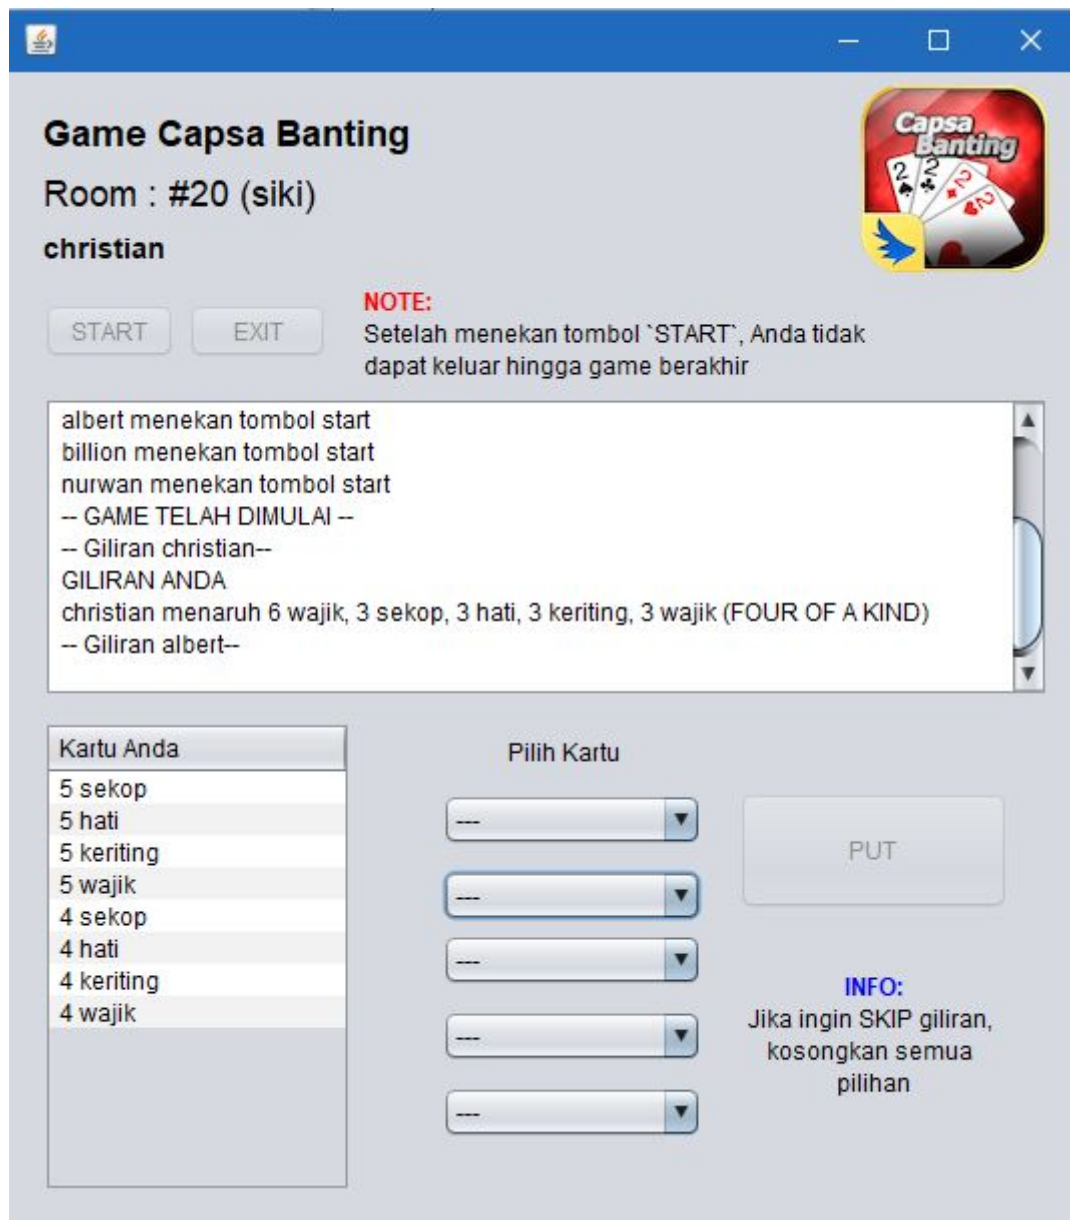 Game Capsa Banting
Room : #20 (siki)
christian
Capsa
Banting
2 2 2 2
START
EXIT
NOTE:
Setelah menekan tombol `START`, Anda tidak
dapat keluar hingga game berakhir
albert menekan tombol start
billion menekan tombol start
nurwan menekan tombol start
-- GAME TELAH DIMULAI --
-- Giliran christian--
GILIRAN ANDA
christian menaruh 6 wajik, 3 sekop, 3 hati, 3 keriting, 3 wajik (FOUR OF A KIND)
-- Giliran albert--
Kartu Anda
5 sekop
5 hati
5 keriting
5 wajik
4 sekop
4 hati
4 keriting
4 wajik
Pilih Kartu
---
---
---
---
---
PUT
INFO:
Jika ingin SKIP giliran,
kosongkan semua
pilihan